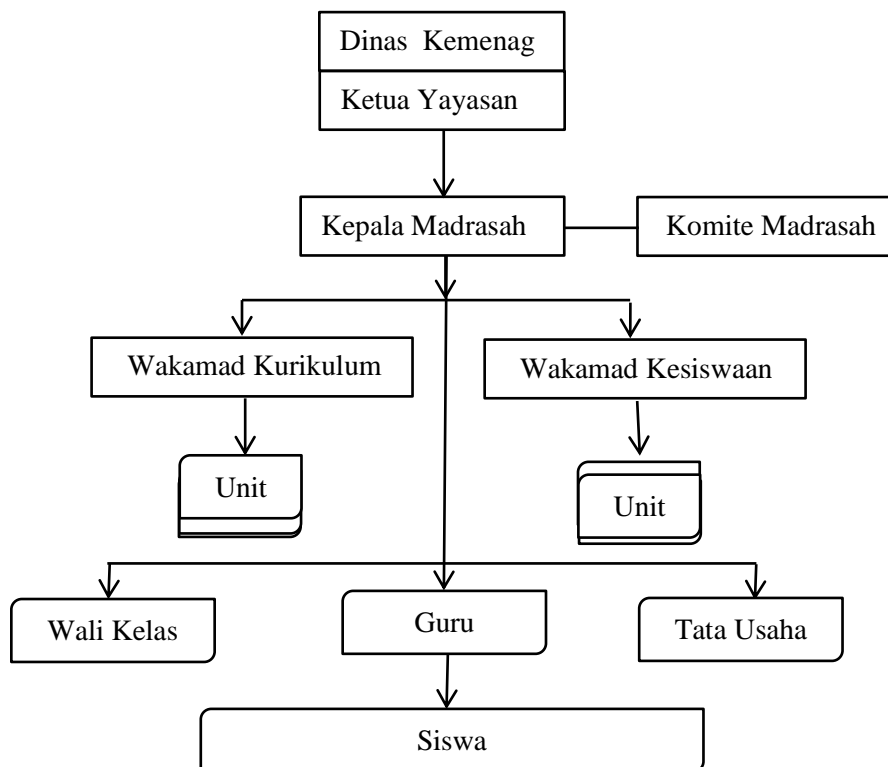 Dinas  Kemenag
Ketua Yayasan
Kepala Madrasah
Komite Madrasah
Wakamad Kurikulum
Wakamad Kesiswaan
Unit
Unit
Wali Kelas
Guru
Tata Usaha
Siswa